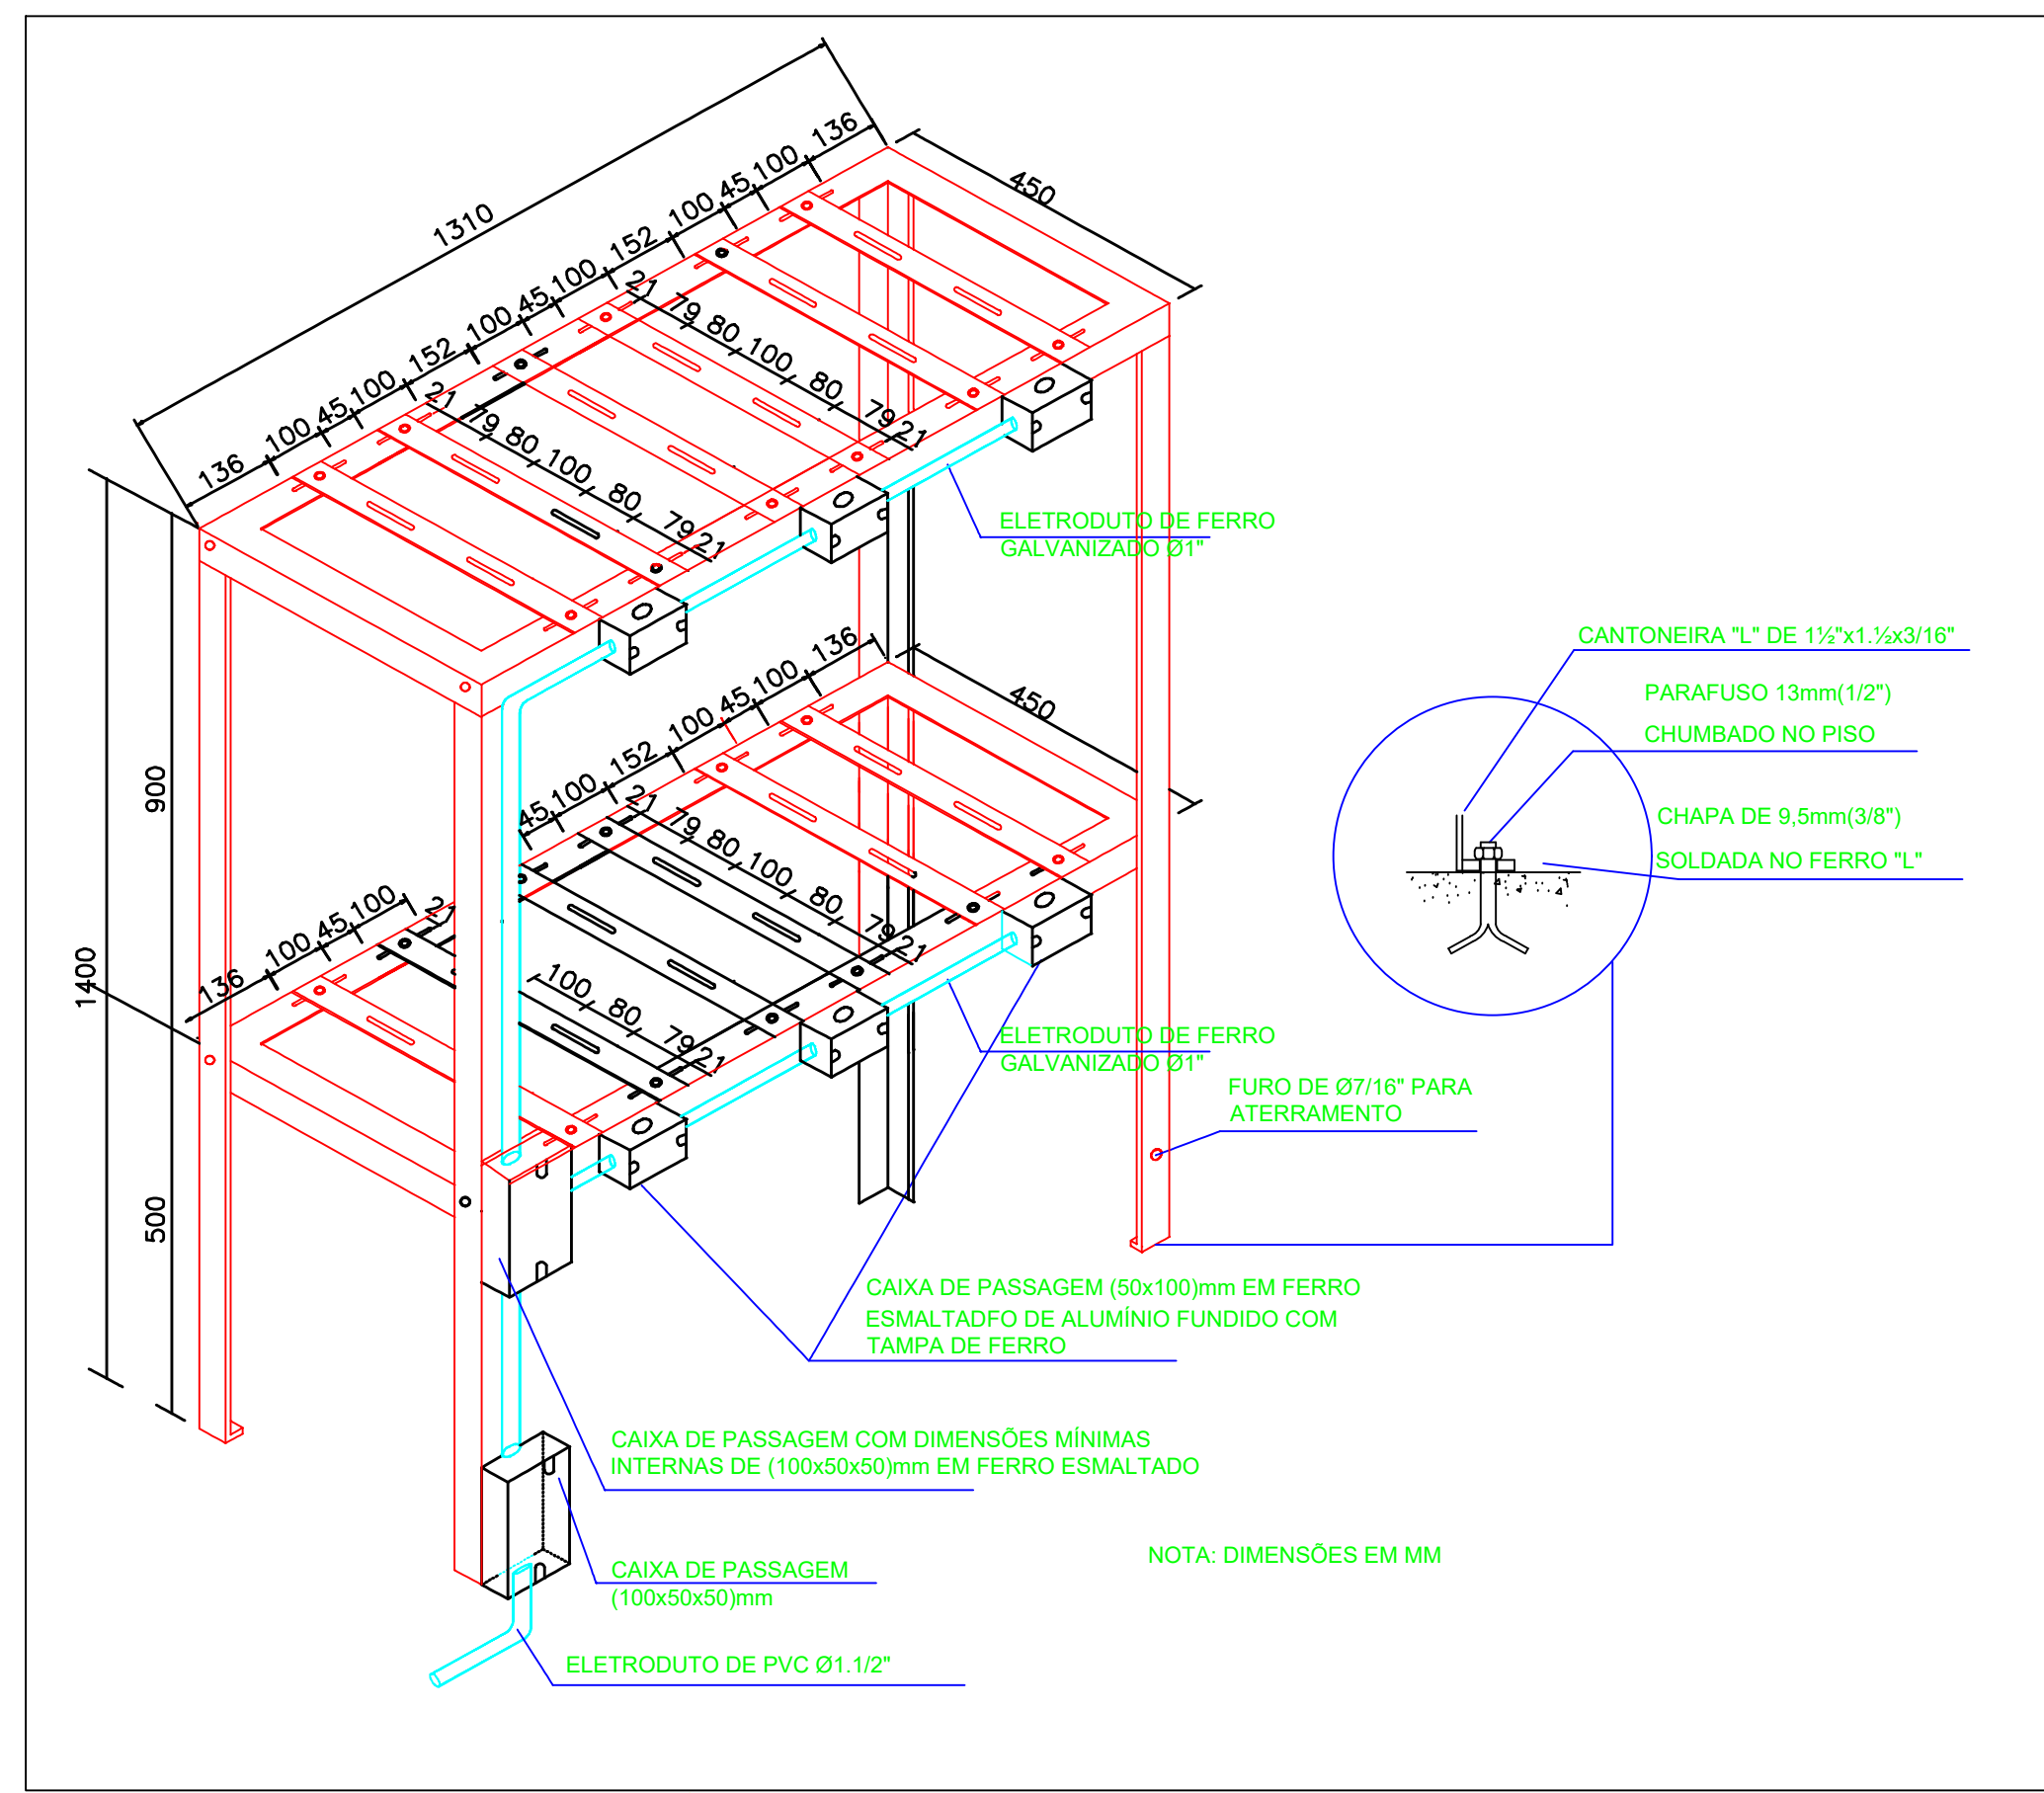 1310
136
100
45
100
152
100
45
100
152
100
45
100
136
450
21
79
80
100
80
79
21
21
79
80
100
80
79
21
ELETRODUTO DE FERRO
GALVANIZADO Ø1"
CANTONEIRA "L" DE 1½"x1.½x3/16"
PARAFUSO 13mm(1/2")
CHUMBADO NO PISO
CHAPA DE 9,5mm(3/8")
SOLDADA NO FERRO "L"
900
1400
500
45
100
152
100
45
100
136
450
21
79
80
100
80
79
21
136
100
45
100
21
100
80
79
21
ELETRODUTO DE FERRO
GALVANIZADO Ø1"
FURO DE Ø7/16" PARA
ATERRAMENTO
CAIXA DE PASSAGEM (50x100)mm EM FERRO
ESMALTADFO DE ALUMÍNIO FUNDIDO COM
TAMPA DE FERRO
CAIXA DE PASSAGEM COM DIMENSÕES MÍNIMAS
INTERNAS DE (100x50x50)mm EM FERRO ESMALTADO
NOTA: DIMENSÕES EM MM
CAIXA DE PASSAGEM
(100x50x50)mm
ELETRODUTO DE PVC Ø1.1/2"